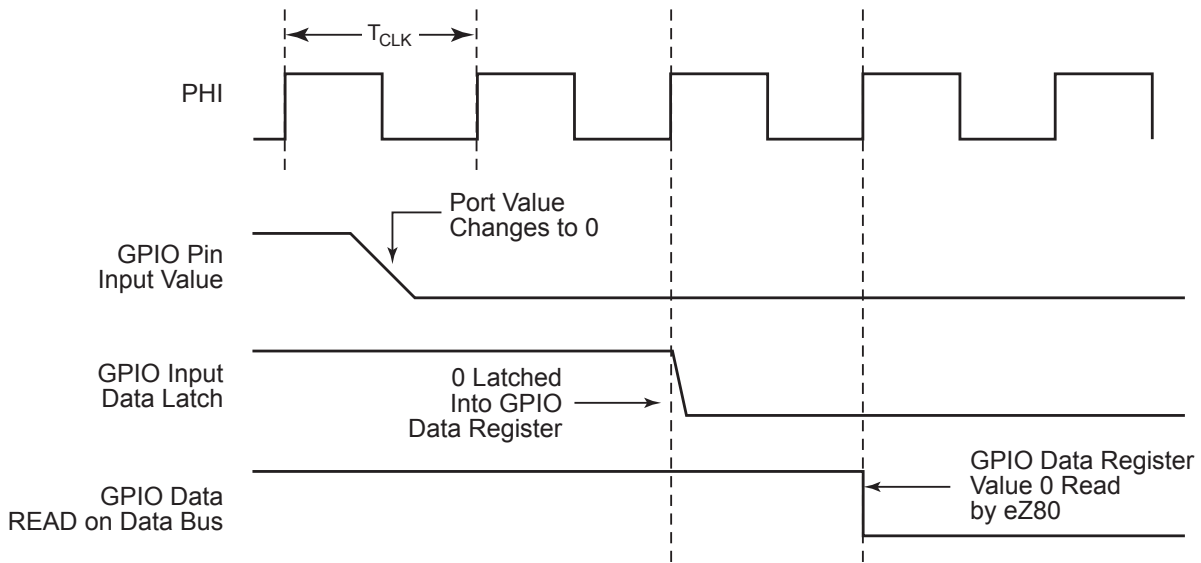 TCLK
PHI
Port Value
Changes to 0
GPIO Pin
Input Value
GPIO Input
Data Latch
0 Latched
Into GPIO
Data Register
GPIO Data
READ on Data Bus
GPIO Data Register
Value 0 Read
by eZ80